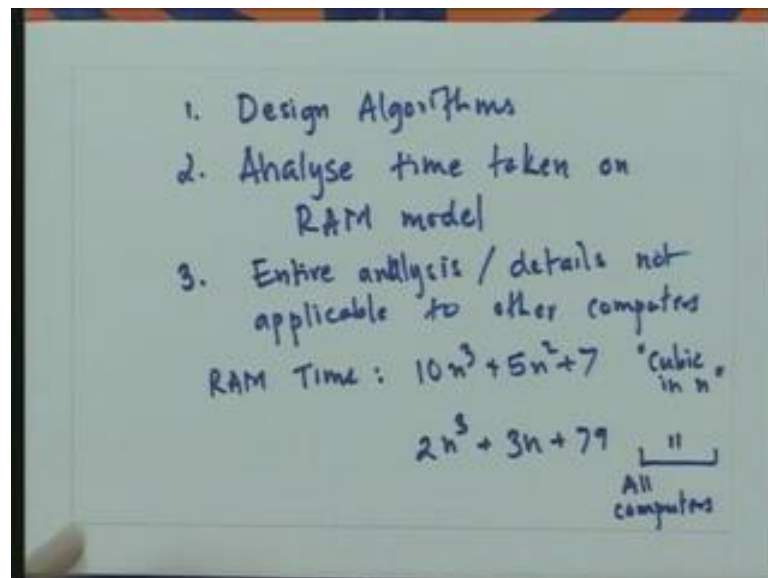 1. Design Algorithms
2. Analyse time taken on
RAM model
3. Entire analysis / details not
applicable to other computers
RAM Time : 10n³ + 5n² + 7 "Cubic
in n"
2n³ + 3n + 79 "
All
computers